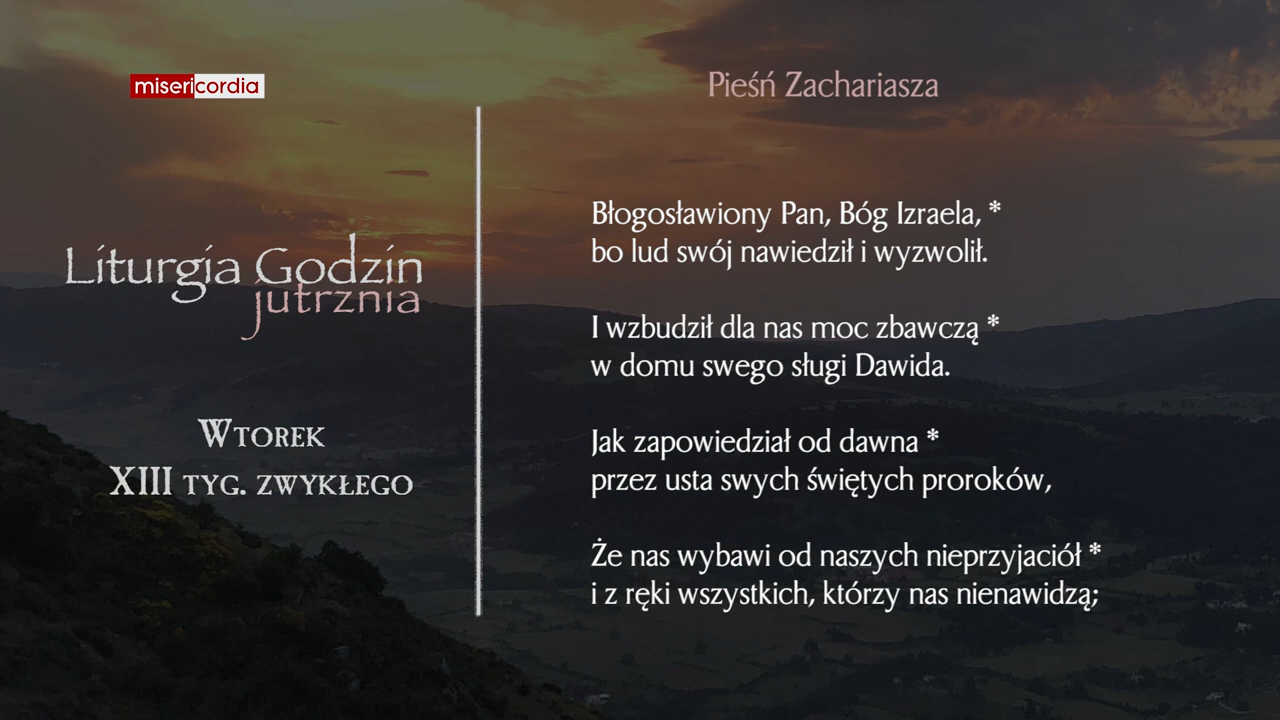 misericordia
Liturgia Godzin
jutrznia
Wtorek
XIII tyg. zwykłego
Pieśń Zachariasza
Błogosławiony Pan, Bóg Izraela, *
bo lud swój nawiedził i wyzwolił.
I wzbudził dla nas moc zbawczą *
w domu swego sługi Dawida.
Jak zapowiedział od dawna *
przez usta swych świętych proroków,
Że nas wybawi od naszych nieprzyjaciół *
i z ręki wszystkich, którzy nas nienawidzą;